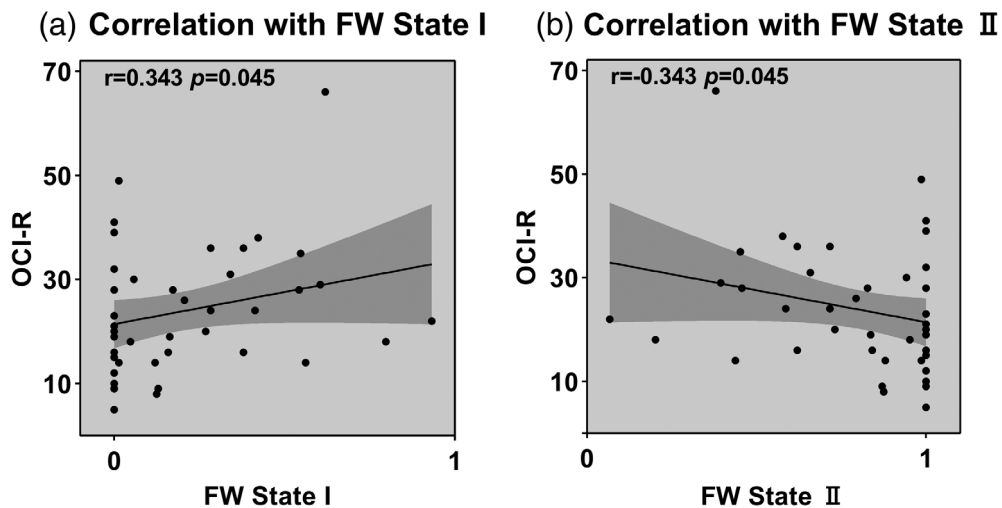 (a) Correlation with FW State I
r=0.343 p=0.045
70
50
30
10
OCI-R
0 1
FW State I
(b) Correlation with FW State Ⅱ
r=-0.343 p=0.045
70
50
30
10
OCI-R
0 1
FW State Ⅱ